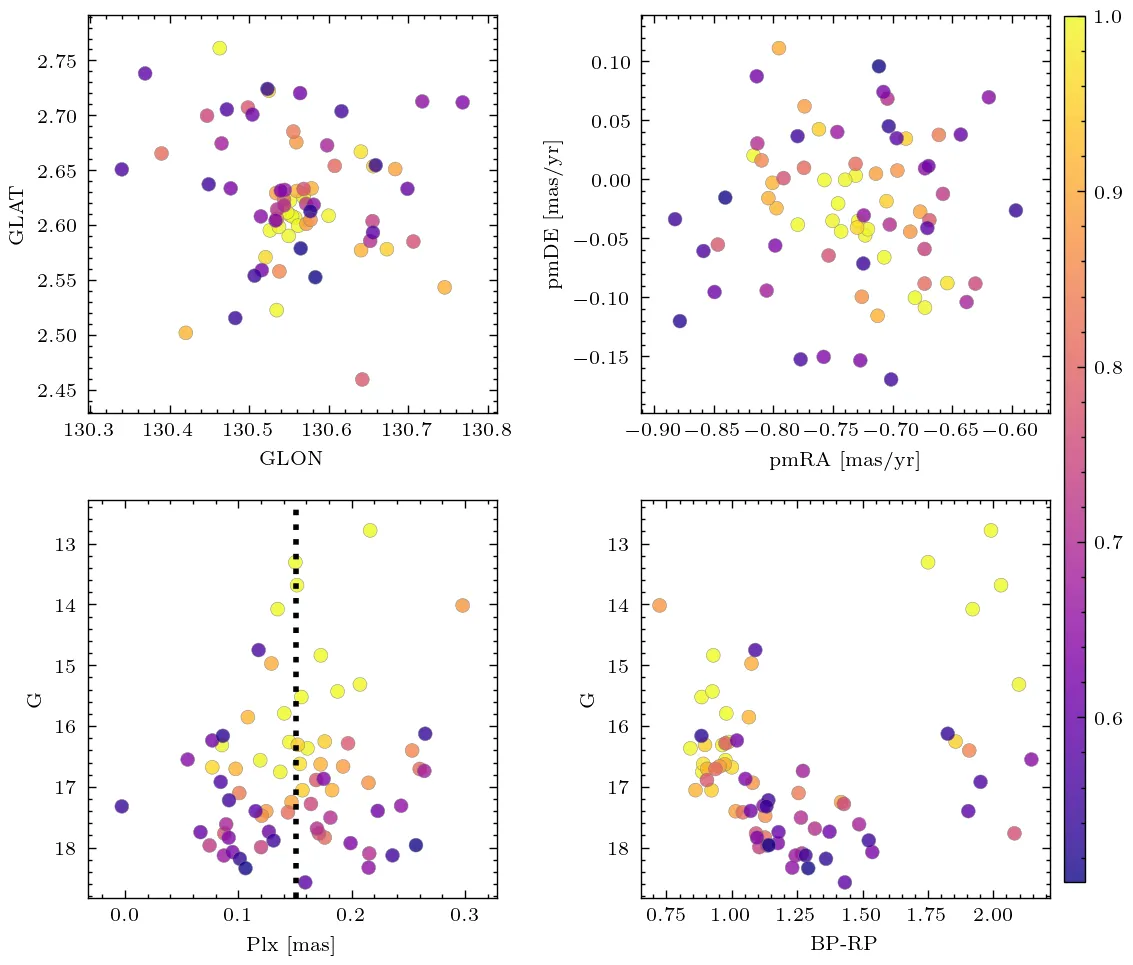 2.75
2.70
2.65
2.60
2.55
2.50
2.45
GLAT
130.3 130.4 130.5 130.6 130.7 130.8
GLON
0.10
0.05
0.00
−0.05
−0.10
−0.15
pmDE [mas/yr]
−0.90 −0.85 −0.80 −0.75 −0.70 −0.65 −0.60
pmRA [mas/yr]
13
14
15
16
17
18
G
0.0 0.1 0.2 0.3
Plx [mas]
13
14
15
16
17
18
G
0.75 1.00 1.25 1.50 1.75 2.00
BP-RP
1.0
0.9
0.8
0.7
0.6